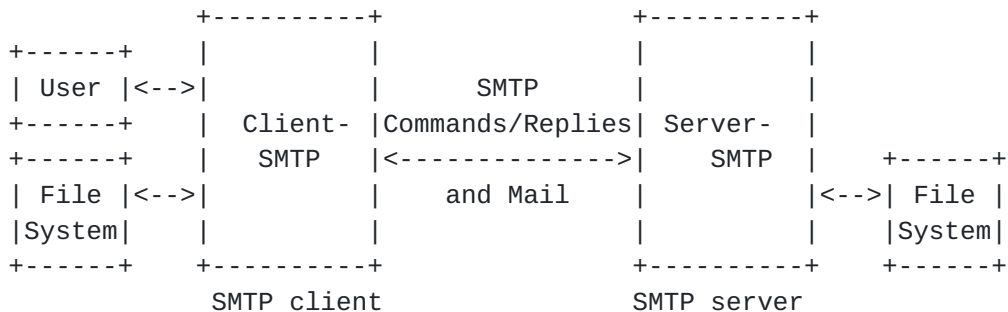 +----------+ +----------+
+------+ | | | |
| User |<-->| | SMTP | |
+------+ | Client- |Commands/Replies| Server- |
+------+ | SMTP |<-------------->| SMTP | +------+
| File |<-->| | and Mail | |<-->| File |
|System| | | | | |System|
+------+ +----------+ +----------+ +------+
SMTP client SMTP server